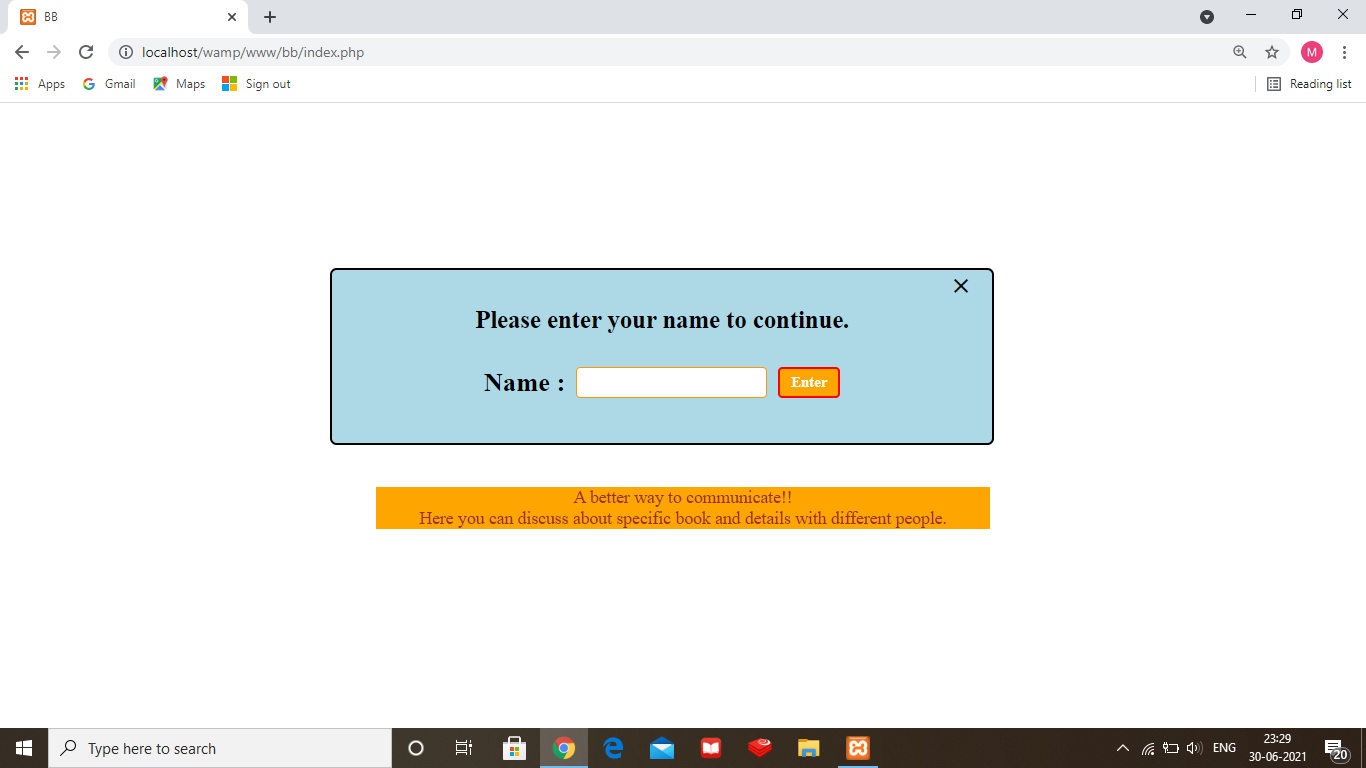 BB
localhost/wamp/www/bb/index.php
M
Apps Gmail Maps Sign out Reading list
Please enter your name to continue.
Name : Enter
A better way to communicate!!
Here you can discuss about specific book and details with different people.
Type here to search
ENG
23:29
30-06-2021
20